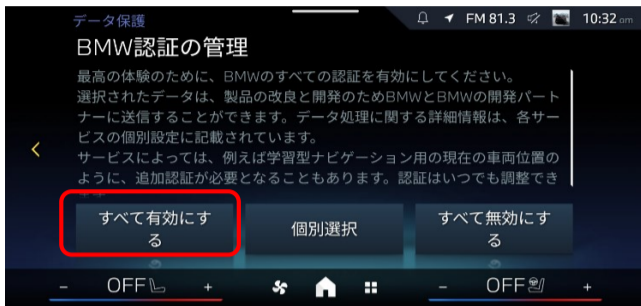 データ保護
FM 81.3
10:32 am
BMW認証の管理
最高の体験のために、BMWのすべての認証を有効にしてください。
選択されたデータは、製品の改良と開発のためBMWとBMWの開発パート
ナーに送信することができます。データ処理に関する詳細情報は、各サー
ビスの個別設定に記載されています。
サービスによっては、例えば学習型ナビゲーション用の現在の車両位置の
ように、追加認証が必要となることもあります。認証はいつでも調整でき
すべて有効にす
る
個別選択
すべて無効にす
る
- OFF +
- OFF +